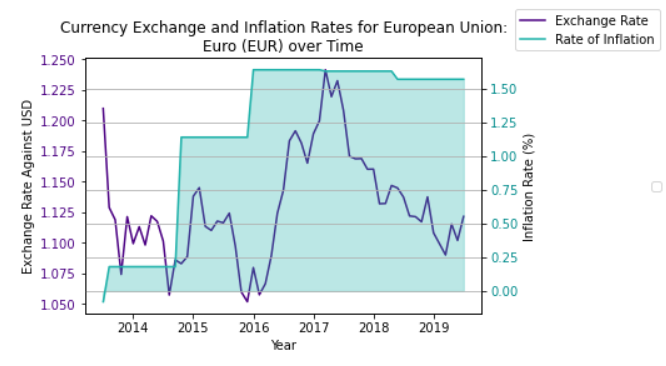 Currency Exchange and Inflation Rates for European Union:
Euro (EUR) over Time
Exchange Rate
Rate of Inflation
Exchange Rate Against USD
1.250
1.225
1.200
1.175
1.150
1.125
1.100
1.075
1.050
1.50
1.25
1.00
0.75
0.50
0.25
0.00
Inflation Rate (%)
2014 2015 2016 2017 2018 2019
Year